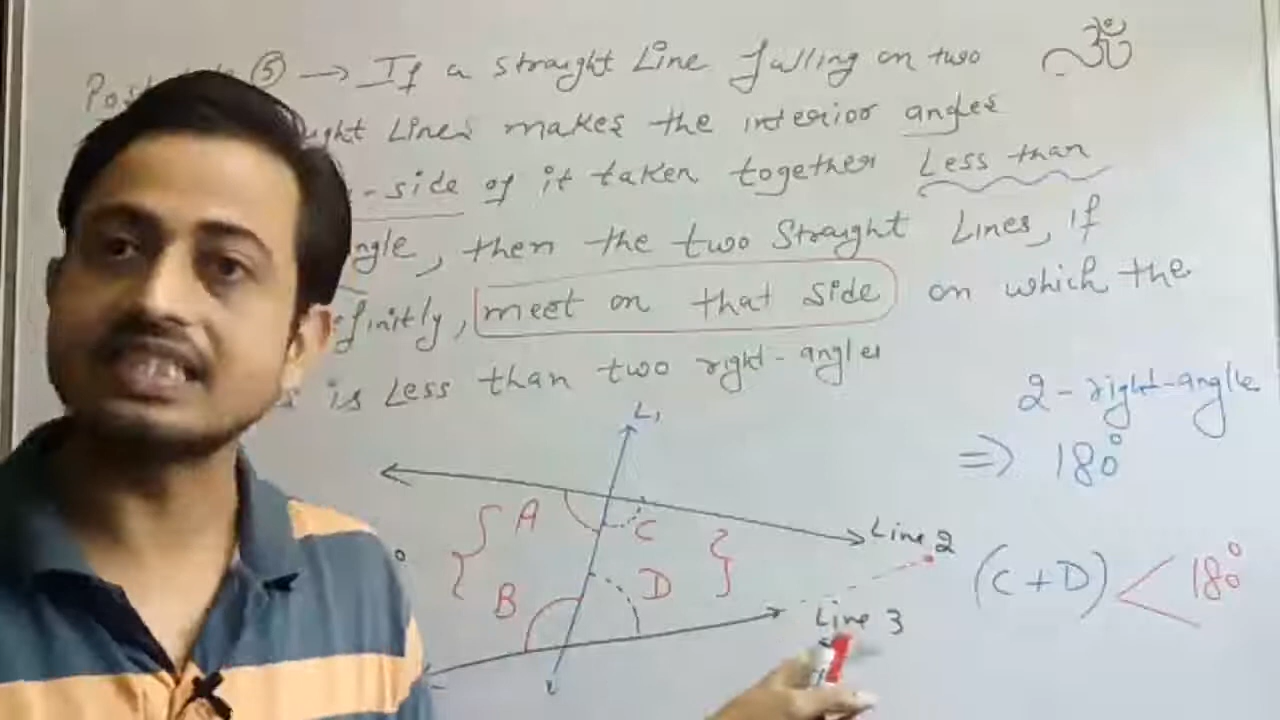 ⑤ → If a straight Line falling on two
ght Lines makes the interior angles
-side of it taken together Less than
ngle, then the two Straight Lines, if
efinitly, meet on that side on which the
s is Less than two right-angles
ॐ
2-right-angle
⇒ 180°
L₁
A
C
Line 2
B
D
Line 3
(C+D) < 180°